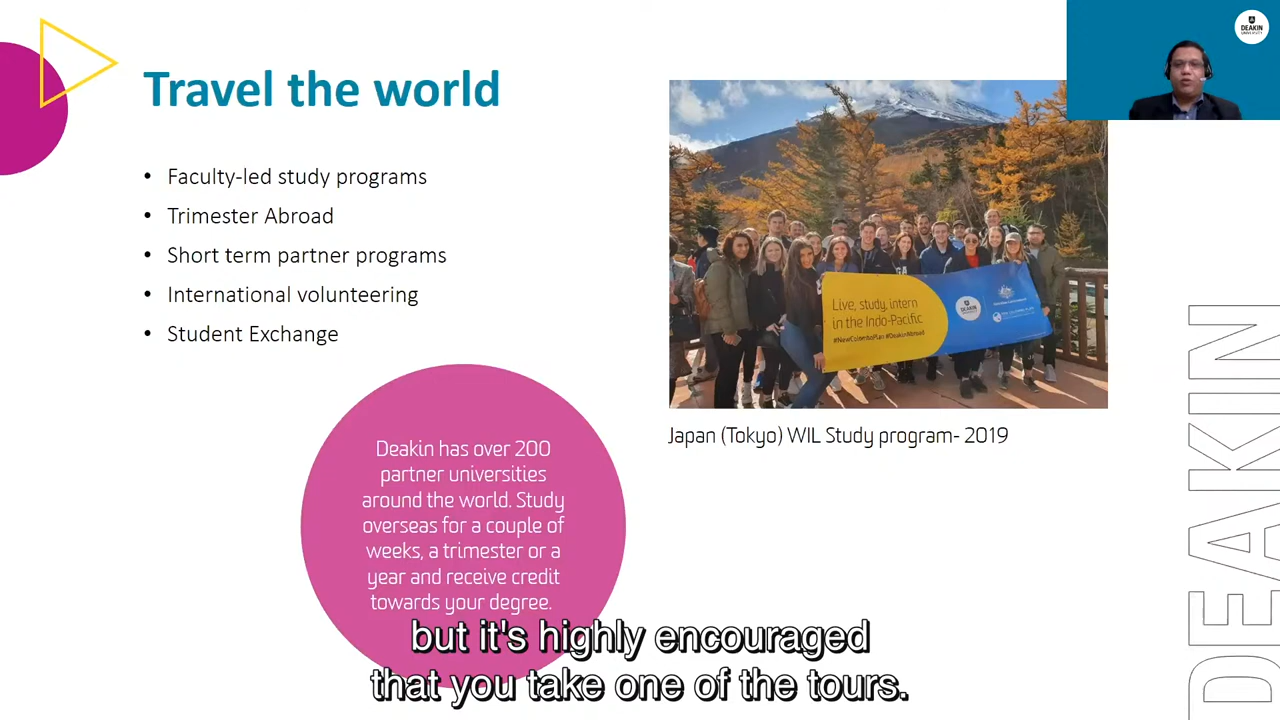 DEAKIN
UNIVERSITY
Travel the world
• Faculty-led study programs
• Trimester Abroad
• Short term partner programs
• International volunteering
• Student Exchange
Live, study, intern
in the Indo-Pacific
DEAKIN
Japan (Tokyo) WIL Study program- 2019
Deakin has over 200
partner universities
around the world. Study
overseas for a couple of
weeks, a trimester or a
year and receive credit
towards your degree.
but it's highly encouraged
that you take one of the tours.
DEAKIN